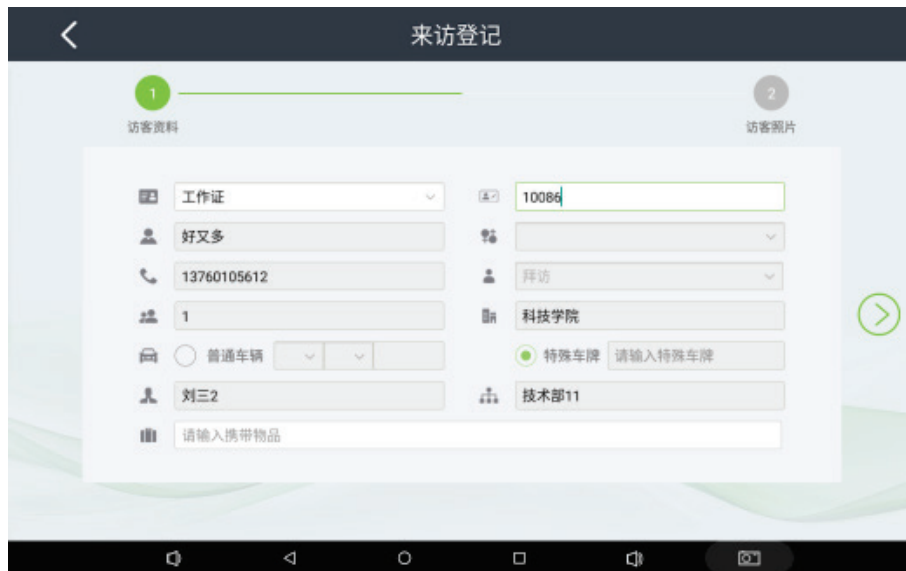 来访登记
1
2
访客资料
访客照片
工作证
10086
好又多
13760105612
拜访
1
科技学院
普通车辆
特殊车牌
请输入特殊车牌
刘三2
技术部11
请输入携带物品